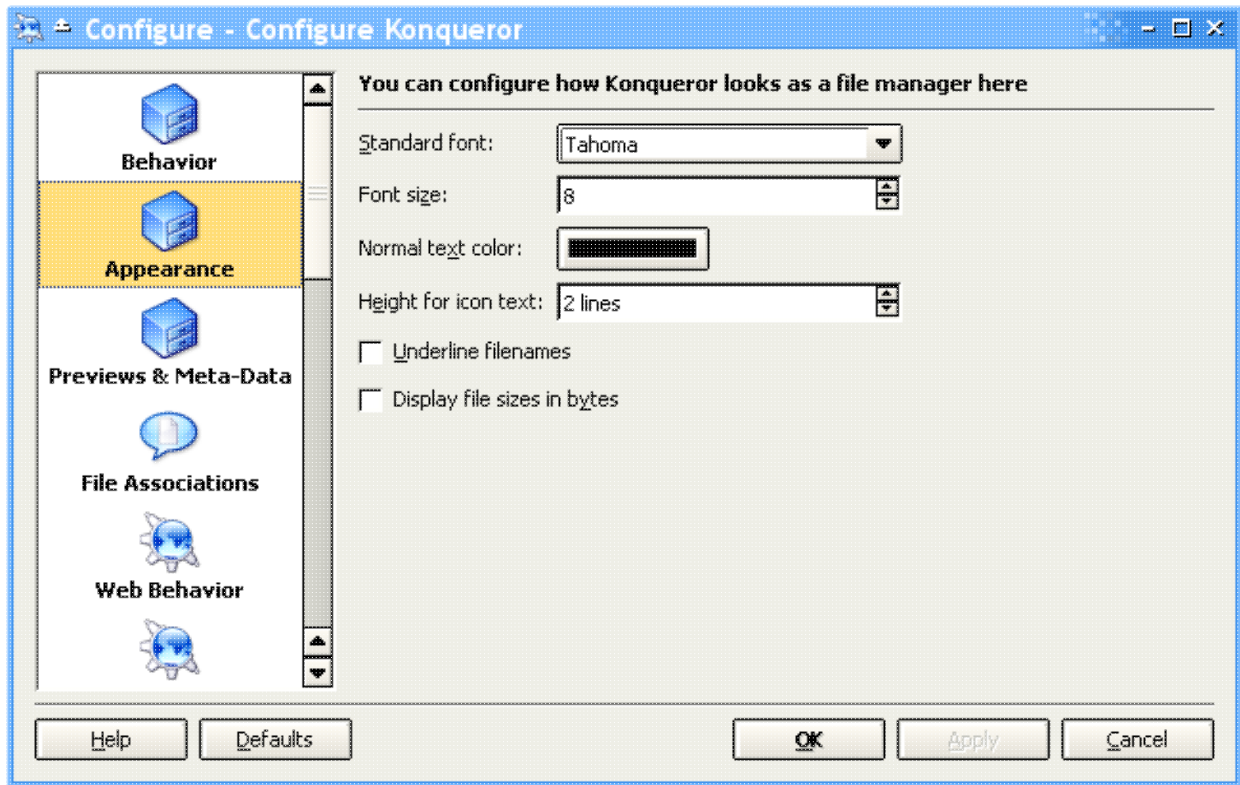 Configure - Configure Konqueror
Behavior
Appearance
Previews & Meta-Data
File Associations
Web Behavior
You can configure how Konqueror looks as a file manager here
Standard font: Tahoma
Font size: 8
Normal text color:
Height for icon text: 2 lines
Underline filenames
Display file sizes in bytes
Help Defaults OK Apply Cancel